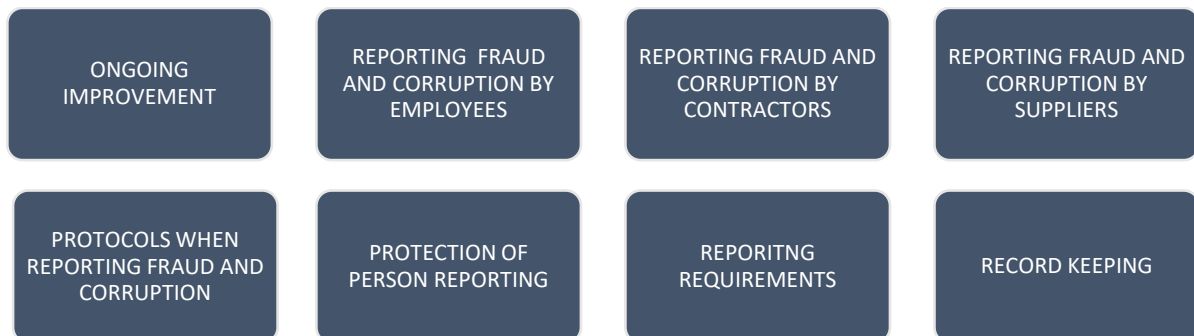 ONGOING
IMPROVEMENT
REPORTING FRAUD
AND CORRUPTION BY
EMPLOYEES
REPORTING FRAUD AND
CORRUPTION BY
CONTRACTORS
REPORTING FRAUD AND
CORRUPTION BY
SUPPLIERS
PROTOCOLS WHEN
REPORTING FRAUD AND
CORRUPTION
PROTECTION OF
PERSON REPORTING
REPORITNG
REQUIREMENTS
RECORD KEEPING